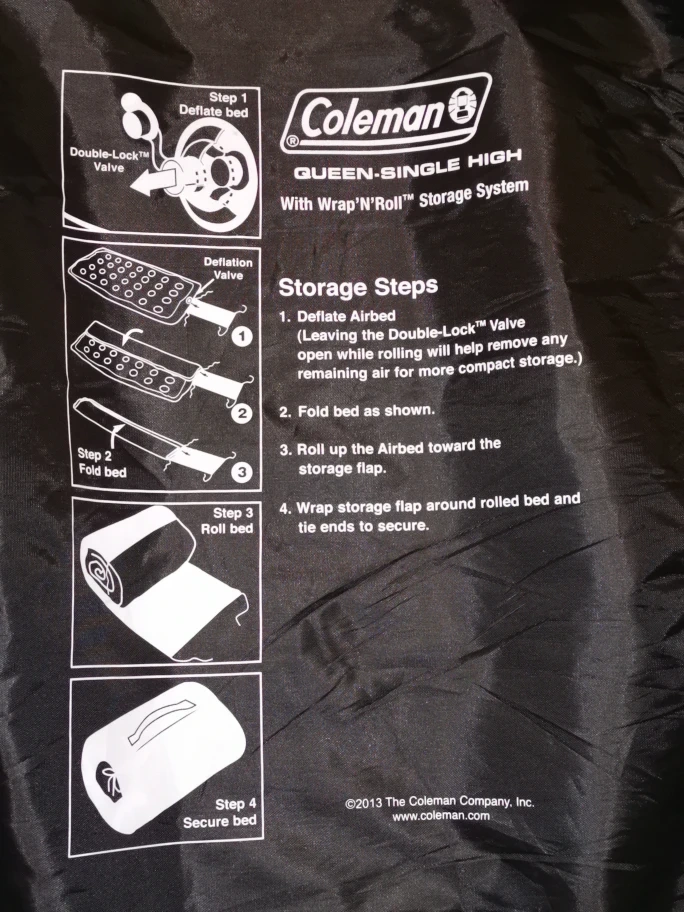 Step 1
Deflate bed
Double-Lock™
Valve
Deflation
Valve
1
2
Step 2
Fold bed
3
Step 3
Roll bed
Step 4
Secure bed
Coleman
®
QUEEN-SINGLE HIGH
With Wrap'N'Roll™ Storage System
Storage Steps
1. Deflate Airbed
(Leaving the Double-Lock™ Valve
open while rolling will help remove any
remaining air for more compact storage.)
2. Fold bed as shown.
3. Roll up the Airbed toward the
storage flap.
4. Wrap storage flap around rolled bed and
tie ends to secure.
©2013 The Coleman Company, Inc.
www.coleman.com